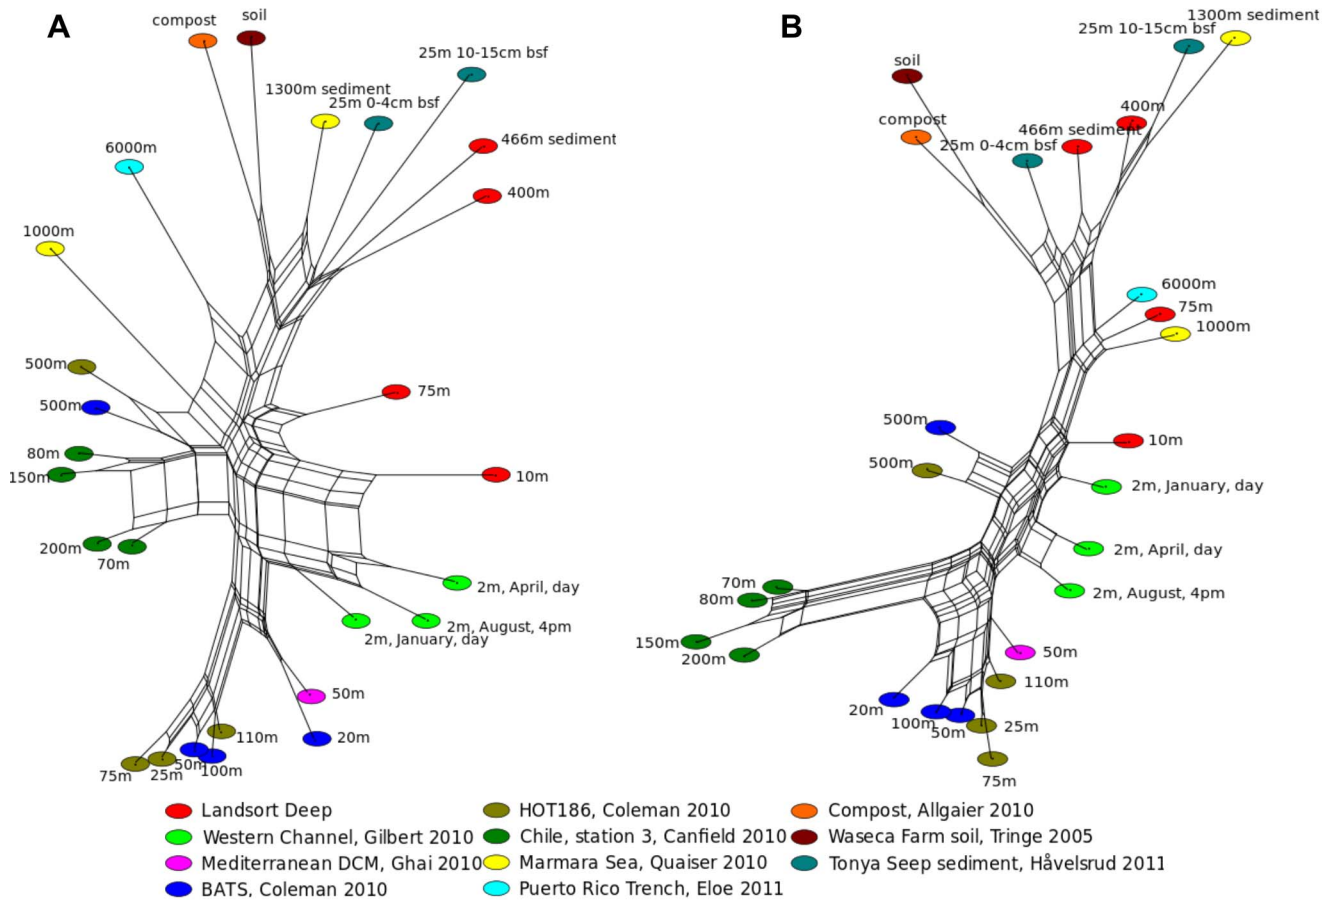 A
compost
soil
25m 10-15cm bsf
1300m sediment
25m 0-4cm bsf
466m sediment
6000m
400m
1000m
500m
75m
500m
80m
150m
10m
200m
70m
2m, April, day
2m, August, 4pm
2m, January, day
50m
110m
20m
50m
100m
75m
25m
B
1300m sediment
25m 10-15cm bsf
soil
400m
compost
466m sediment
25m 0-4cm bsf
6000m
75m
1000m
500m
10m
500m
2m, January, day
2m, April, day
70m
80m
2m, August, 4pm
150m
200m
50m
110m
20m
100m
50m
25m
75m
Landsort Deep
Western Channel, Gilbert 2010
Mediterranean DCM, Ghai 2010
BATS, Coleman 2010
HOT186, Coleman 2010
Chile, station 3, Canfield 2010
Marmara Sea, Quaiser 2010
Puerto Rico Trench, Eloe 2011
Compost, Allgaier 2010
Waseca Farm soil, Tringe 2005
Tonya Seep sediment, Håvelsrud 2011